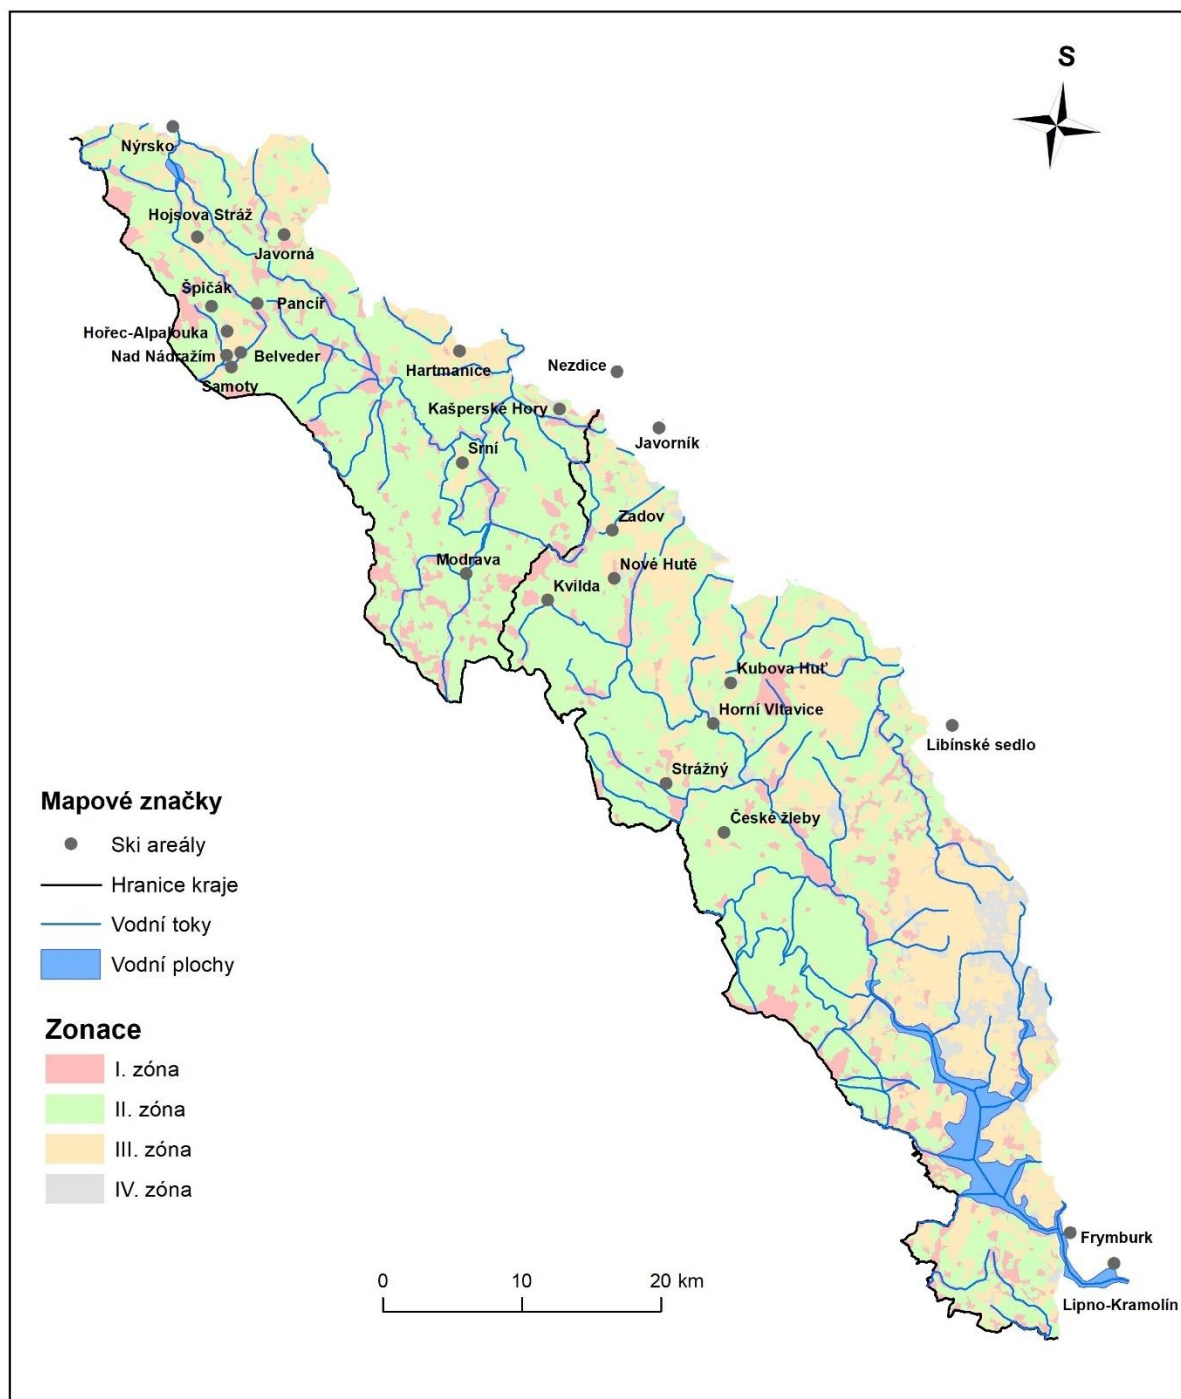 S
Nýrsko
Hojsova Stráž
Javorná
Špičák
Pancíř
Hořec-Alpalouka
Nad Nádražím
Belveder
Samoty
Hartmanice
Nezdice
Kašperské Hory
Javorník
Srní
Zadov
Modrava
Nové Hutě
Kvilda
Kubova Huť
Horní Vltavice
Libínské sedlo
Strážný
České žleby
Mapové značky
Ski areály
Hranice kraje
Vodní toky
Vodní plochy
Zonace
I. zóna
II. zóna
III. zóna
IV. zóna
Frymburk
Lipno-Kramolín
0 10 20 km